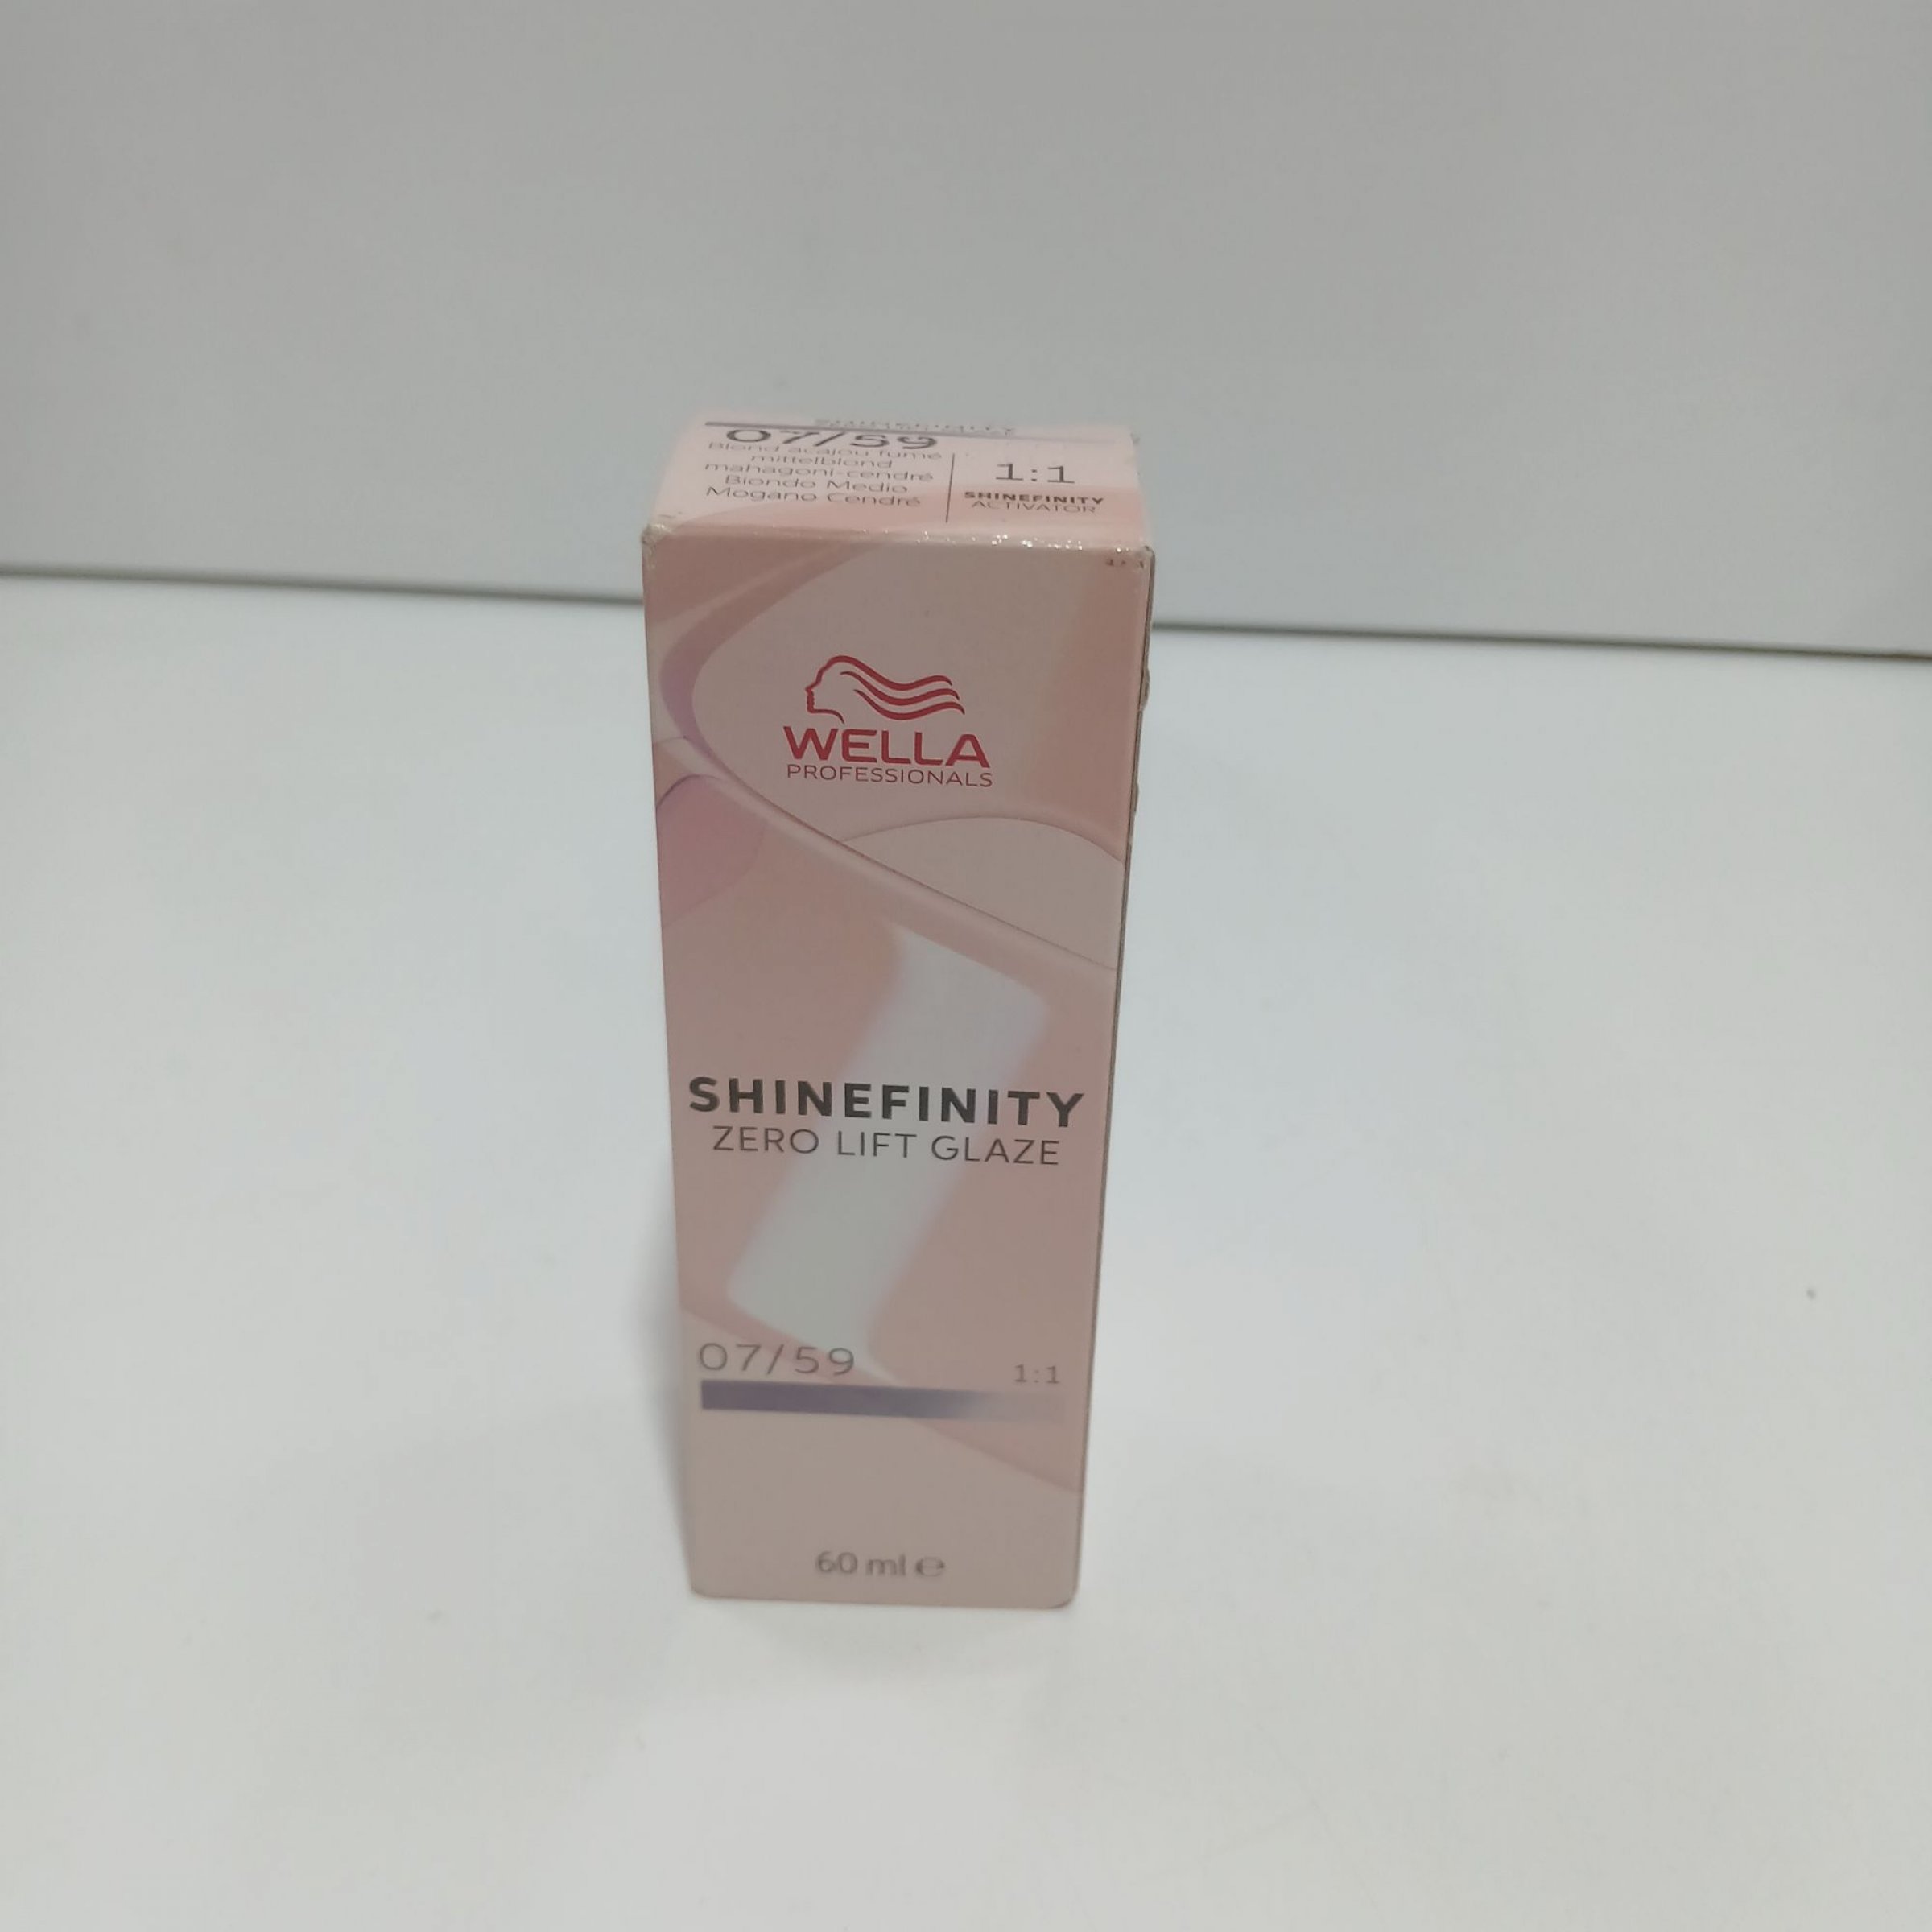 07/59
Blond acajou fumé
mittelblond
mahagoni-cendré
Biondo Medio
Mogano Cendré
1:1
SHINEFINITY
ACTIVATOR
WELLA
PROFESSIONALS
SHINEFINITY
ZERO LIFT GLAZE
07/59
1:1
60 ml ℮